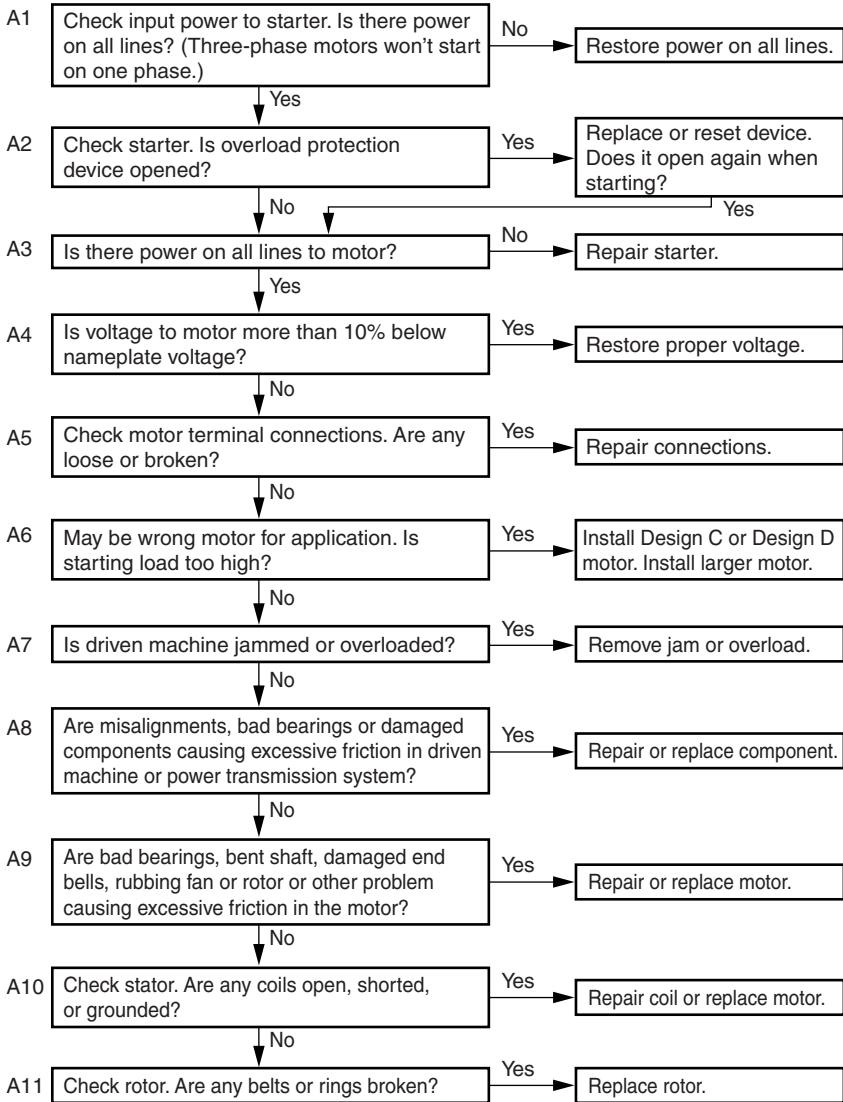 A1
Check input power to starter. Is there power
on all lines? (Three-phase motors won’t start
on one phase.)
No
Restore power on all lines.
Yes
A2
Check starter. Is overload protection
device opened?
Yes
Replace or reset device.
Does it open again when
starting?
No
Yes
A3
Is there power on all lines to motor?
No
Repair starter.
Yes
A4
Is voltage to motor more than 10% below
nameplate voltage?
Yes
Restore proper voltage.
No
A5
Check motor terminal connections. Are any
loose or broken?
Yes
Repair connections.
No
A6
May be wrong motor for application. Is
starting load too high?
Yes
Install Design C or Design D
motor. Install larger motor.
No
A7
Is driven machine jammed or overloaded?
Yes
Remove jam or overload.
No
A8
Are misalignments, bad bearings or damaged
components causing excessive friction in driven
machine or power transmission system?
Yes
Repair or replace component.
No
A9
Are bad bearings, bent shaft, damaged end
bells, rubbing fan or rotor or other problem
causing excessive friction in the motor?
Yes
Repair or replace motor.
No
A10
Check stator. Are any coils open, shorted,
or grounded?
Yes
Repair coil or replace motor.
No
A11
Check rotor. Are any belts or rings broken?
Yes
Replace rotor.